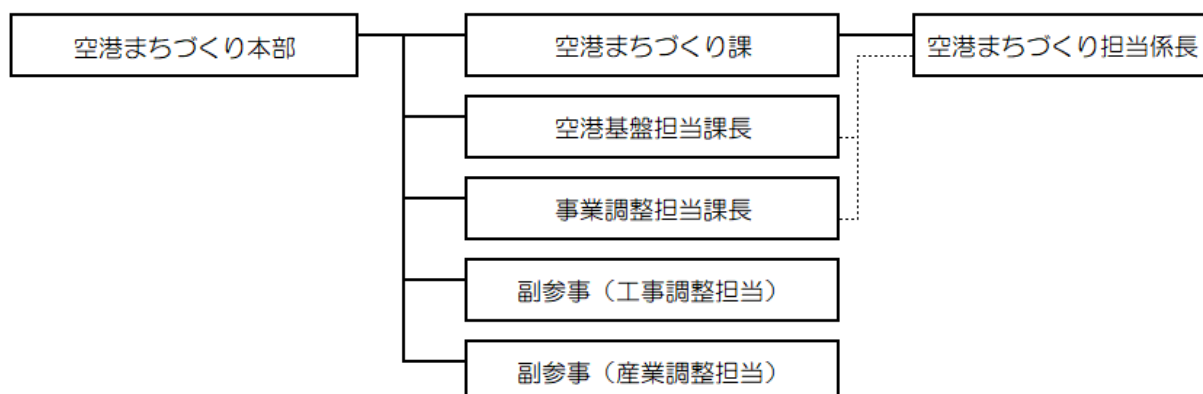 空港まちづくり本部
空港まちづくり課
空港まちづくり担当係長
空港基盤担当課長
事業調整担当課長
副参事（工事調整担当）
副参事（産業調整担当）